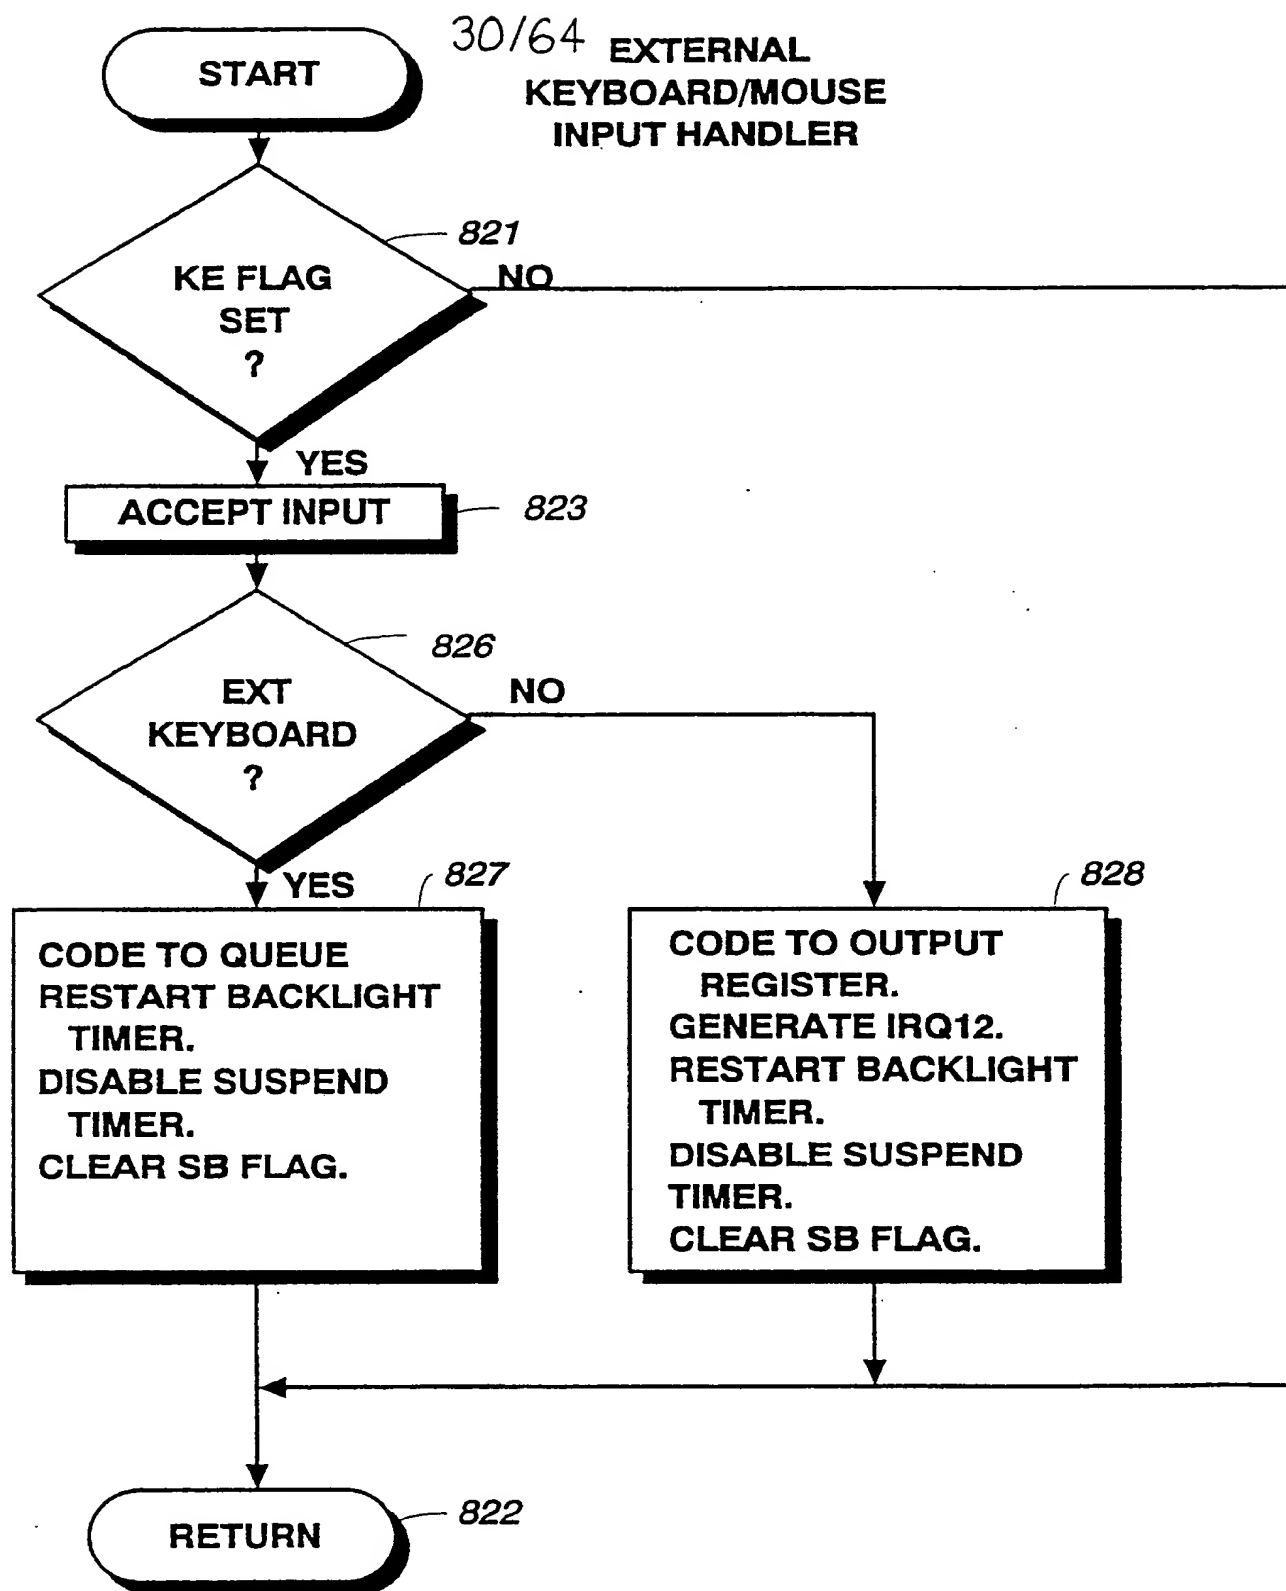 30/64
START
EXTERNAL
KEYBOARD/MOUSE
INPUT HANDLER
821
KE FLAG
SET
?
NO
YES
ACCEPT INPUT
823
826
EXT
KEYBOARD
?
NO
YES
827
CODE TO QUEUE
RESTART BACKLIGHT
TIMER.
DISABLE SUSPEND
TIMER.
CLEAR SB FLAG.
828
CODE TO OUTPUT
REGISTER.
GENERATE IRQ12.
RESTART BACKLIGHT
TIMER.
DISABLE SUSPEND
TIMER.
CLEAR SB FLAG.
RETURN
822